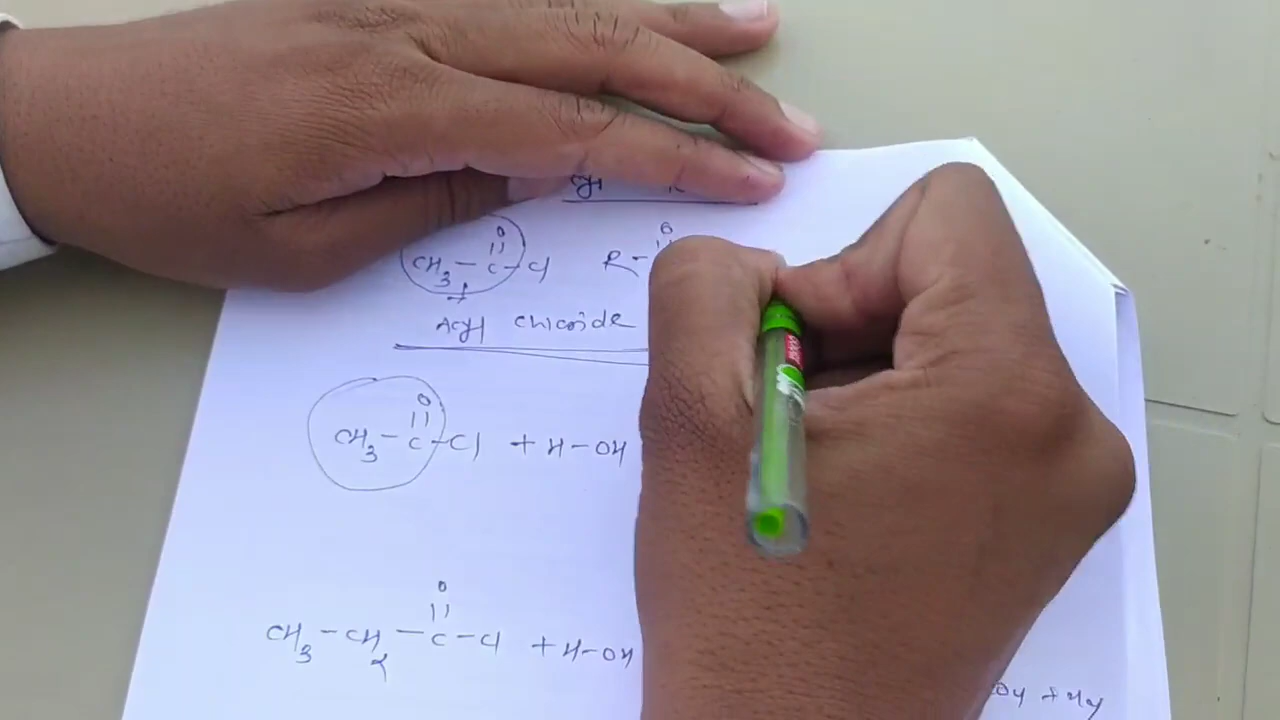 O
CH3 - C - Cl R -
Acyl chloride
O
CH3 - C - Cl + H - OH
O
CH3 - CH2 - C - Cl + H - OH